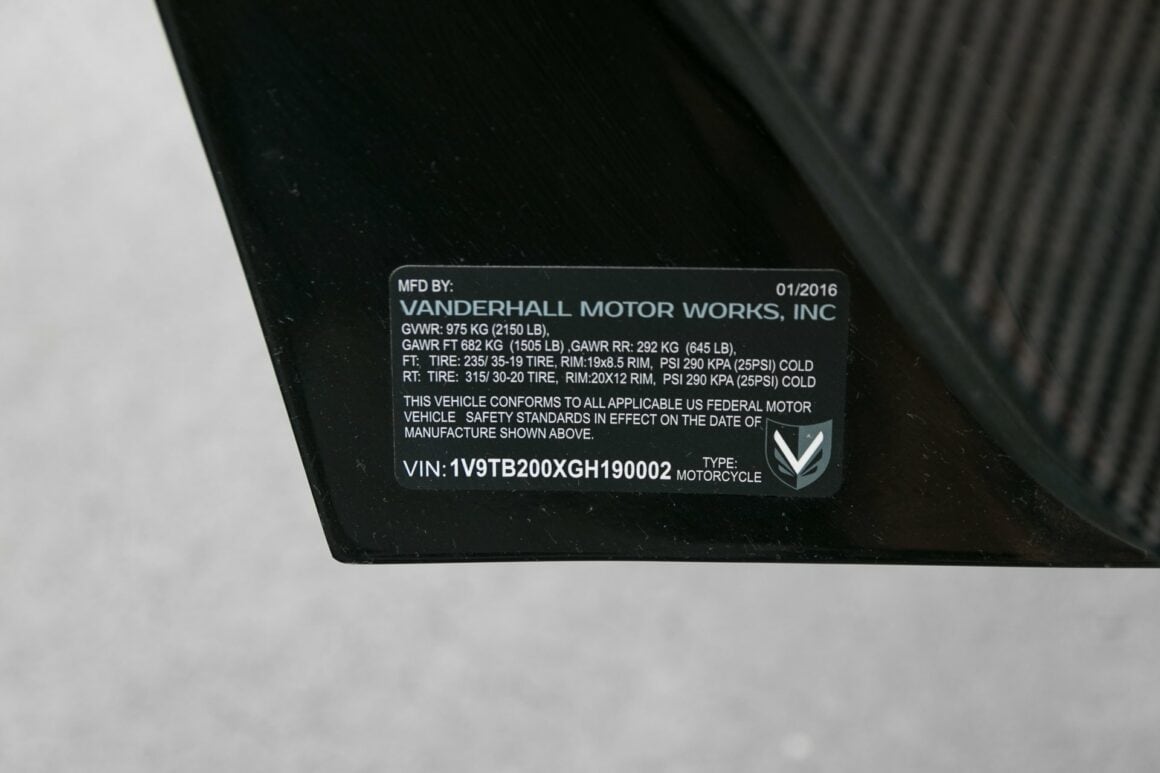 MFD BY: 01/2016
VANDERHALL MOTOR WORKS, INC
GVWR: 975 KG (2150 LB),
GAWR FT 682 KG (1505 LB) ,GAWR RR: 292 KG (645 LB),
FT: TIRE: 235/ 35-19 TIRE, RIM:19x8.5 RIM, PSI 290 KPA (25PSI) COLD
RT: TIRE: 315/ 30-20 TIRE, RIM:20X12 RIM, PSI 290 KPA (25PSI) COLD
THIS VEHICLE CONFORMS TO ALL APPLICABLE US FEDERAL MOTOR
VEHICLE SAFETY STANDARDS IN EFFECT ON THE DATE OF
MANUFACTURE SHOWN ABOVE.
VIN: 1V9TB200XGH190002 TYPE:
MOTORCYCLE